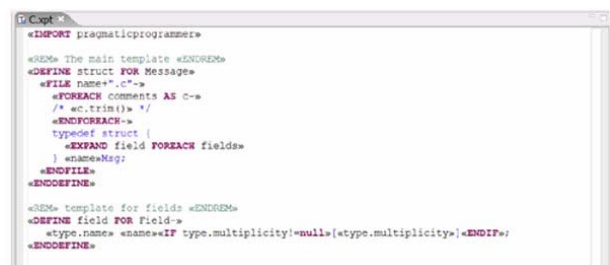 C.xpt
«IMPORT pragmaticprogrammer»
«REM» The main template «ENDREM»
«DEFINE struct FOR Message»
«FILE name+".c"-»
«FOREACH comments AS c-»
/* «c.trim()» */
«ENDFOREACH-»
typedef struct {
«EXPAND field FOREACH fields»
} «name»Msg;
«ENDFILE»
«ENDDEFINE»
«REM» template for fields «ENDREM»
«DEFINE field FOR Field-»
«type.name» «name»«IF type.multiplicity!=null»[«type.multiplicity»]«ENDIF»;
«ENDDEFINE»